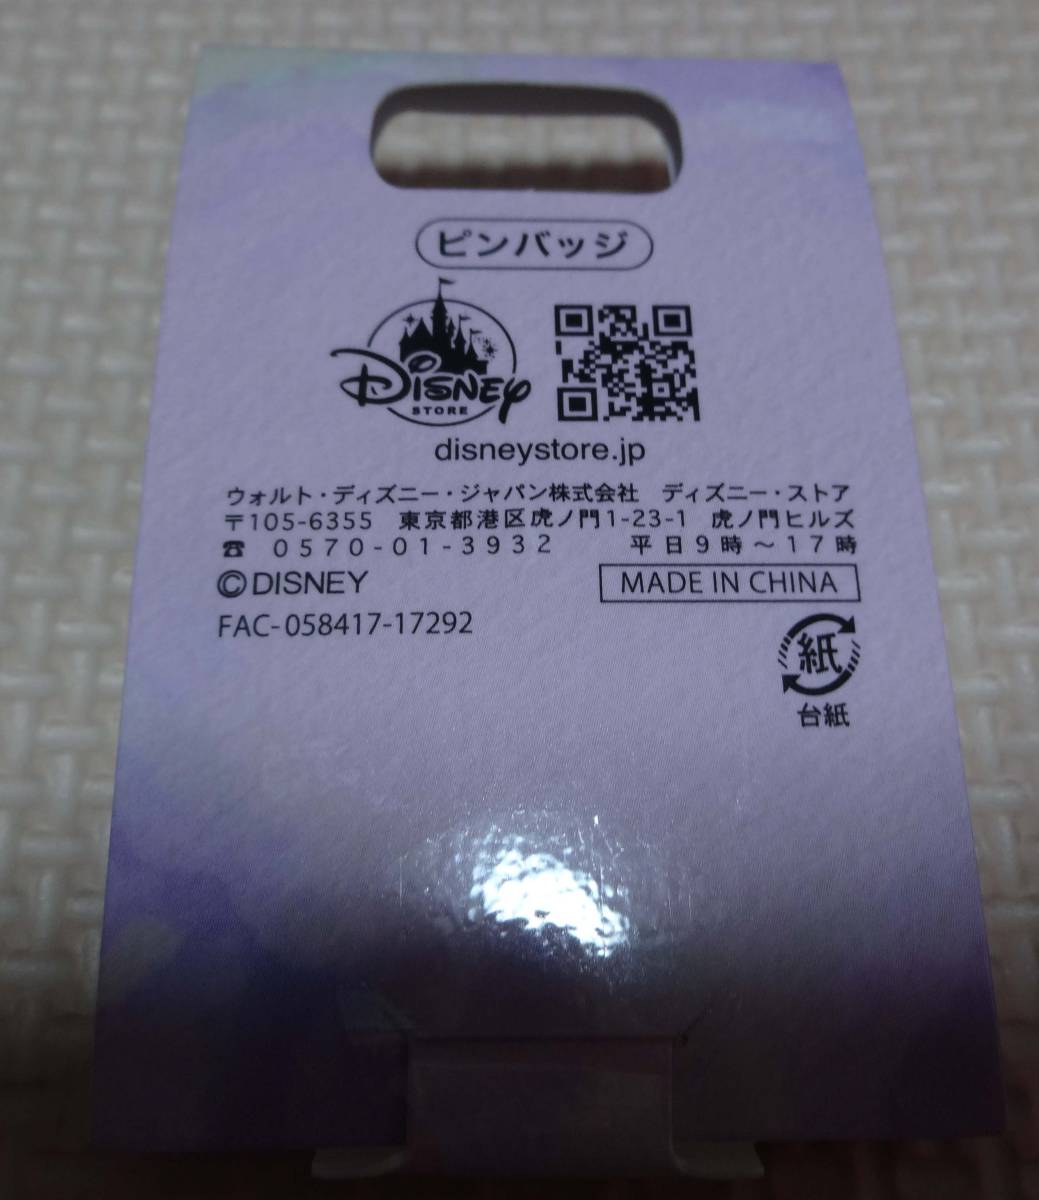 ピンバッジ
Disney
STORE
disneystore.jp
ウォルト・ディズニー・ジャパン株式会社 ディズニー・ストア
〒105-6355 東京都港区虎ノ門1-23-1 虎ノ門ヒルズ
☎ 0570-01-3932 平日9時～17時
©DISNEY MADE IN CHINA
FAC-058417-17292
紙
台紙